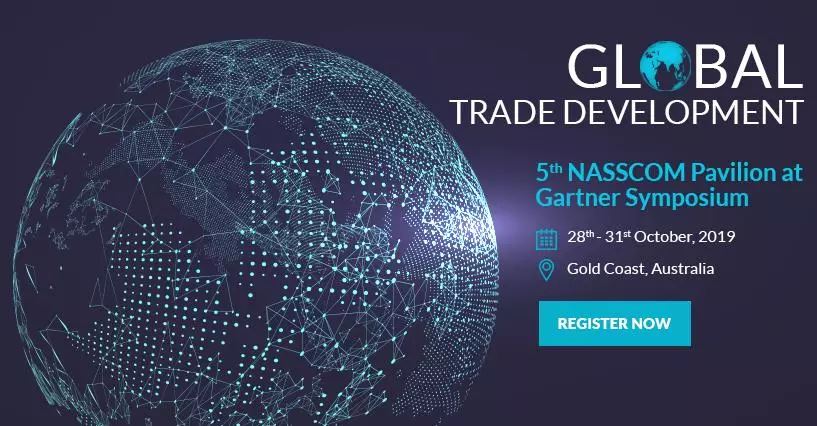 GLOBAL
TRADE DEVELOPMENT
5th NASSCOM Pavilion at
Gartner Symposium
28th - 31st October, 2019
Gold Coast, Australia
REGISTER NOW